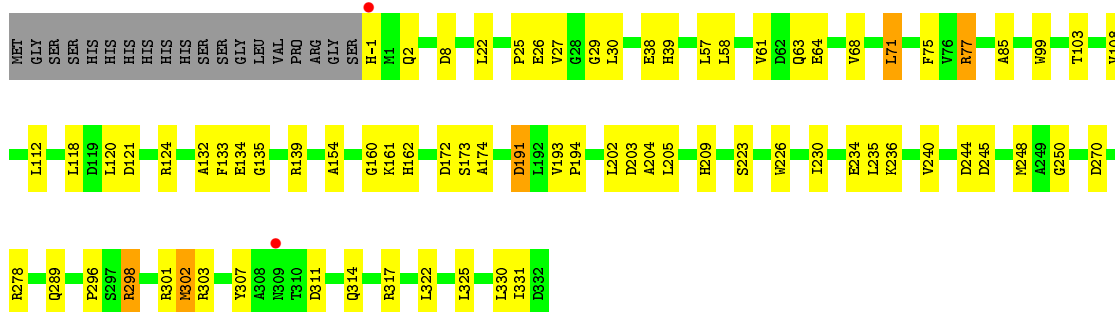 MET GLY SER SER HIS HIS HIS HIS HIS HIS SER SER GLY LEU VAL PRO ARG GLY SER H-1 M1 Q2 D8 L22 P25 E26 V27 G28 G29 L30 E38 H39 L57 L58 V61 D62 Q63 E64 V68 L71 F75 V76 R77 A85 W99 T103 V108
L112 L118 D119 L120 D121 R124 A132 F133 E134 G135 R139 A154 G160 K161 H162 D172 S173 A174 D191 L192 V193 P194 L202 D203 A204 L205 H209 S223 W226 I230 E234 L235 K236 V240 D244 D245 M248 A249 G250 D270
R278 Q289 P296 S297 R298 R301 M302 R303 Y307 A308 N309 T310 D311 Q314 R317 L322 L325 L330 I331 D332